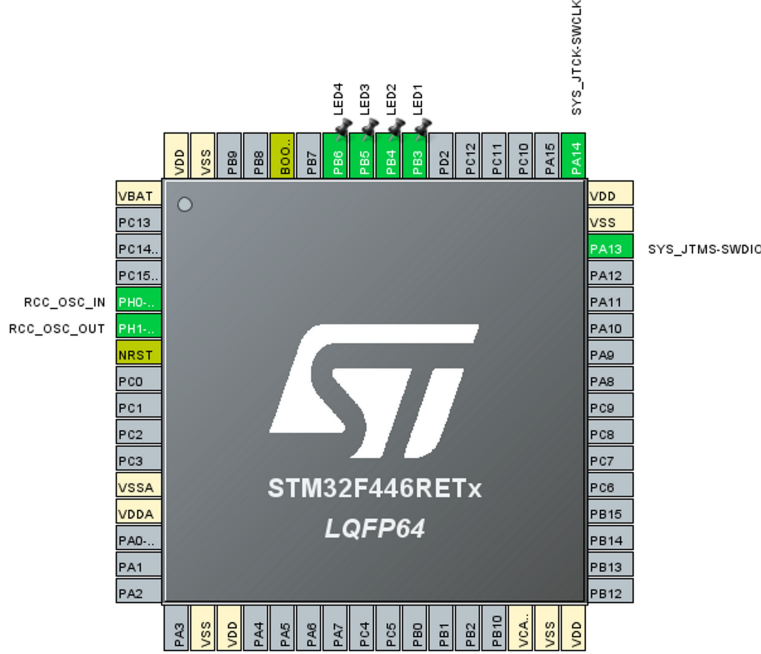 SYS_JTCK-SWCLK
LED4
LED3
LED2
LED1
VDD
VSS
PB9
PB8
BOO..
PB7
PB6
PB5
PB4
PB3
PD2
PC12
PC11
PC10
PA15
PA14
VBAT
PC13
PC14..
PC15..
RCC_OSC_IN PH0-..
RCC_OSC_OUT PH1-..
NRST
PC0
PC1
PC2
PC3
VSSA
VDDA
PA0-..
PA1
PA2
VDD
VSS
PA13 SYS_JTMS-SWDIO
PA12
PA11
PA10
PA9
PA8
PC9
PC8
PC7
PC6
PB15
PB14
PB13
PB12
ST
STM32F446RETx
LQFP64
PA3
VSS
VDD
PA4
PA5
PA6
PA7
PC4
PC5
PB0
PB1
PB2
PB10
VCA..
VSS
VDD